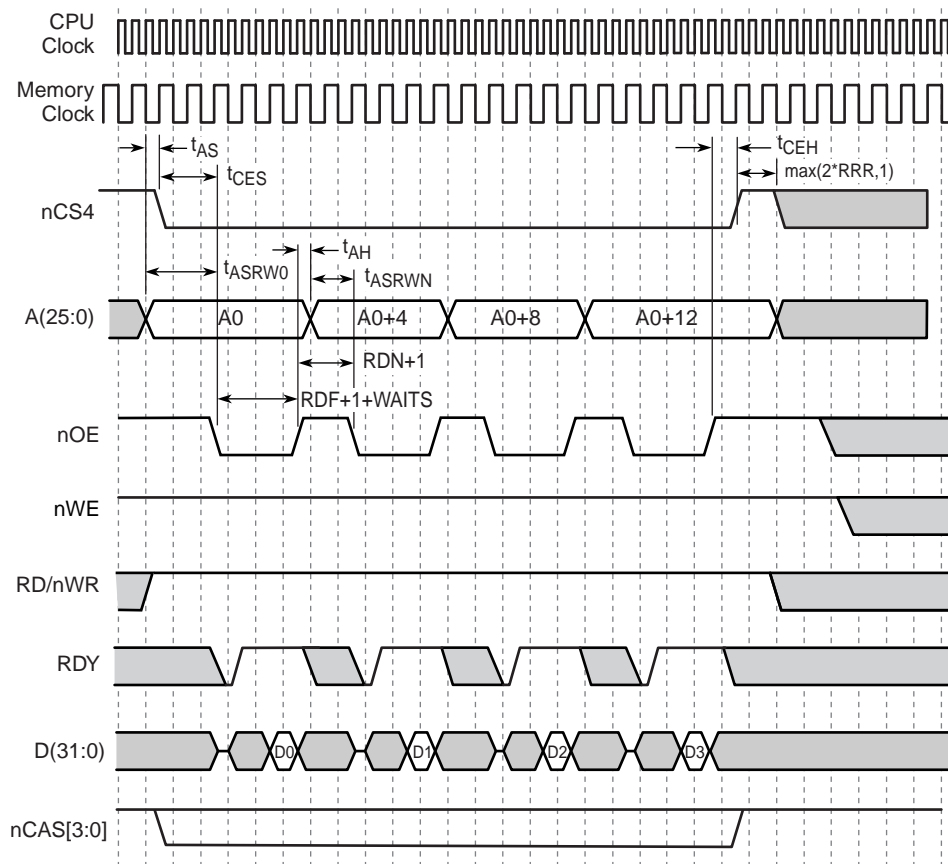 CPU
Clock
Memory
Clock
tAS
tCES
tCEH
max(2*RRR,1)
nCS4
tAH
tASRW0
tASRWN
A(25:0)
A0
A0+4
A0+8
A0+12
RDN+1
RDF+1+WAITS
nOE
nWE
RD/nWR
RDY
D(31:0)
D0
D1
D2
D3
nCAS[3:0]